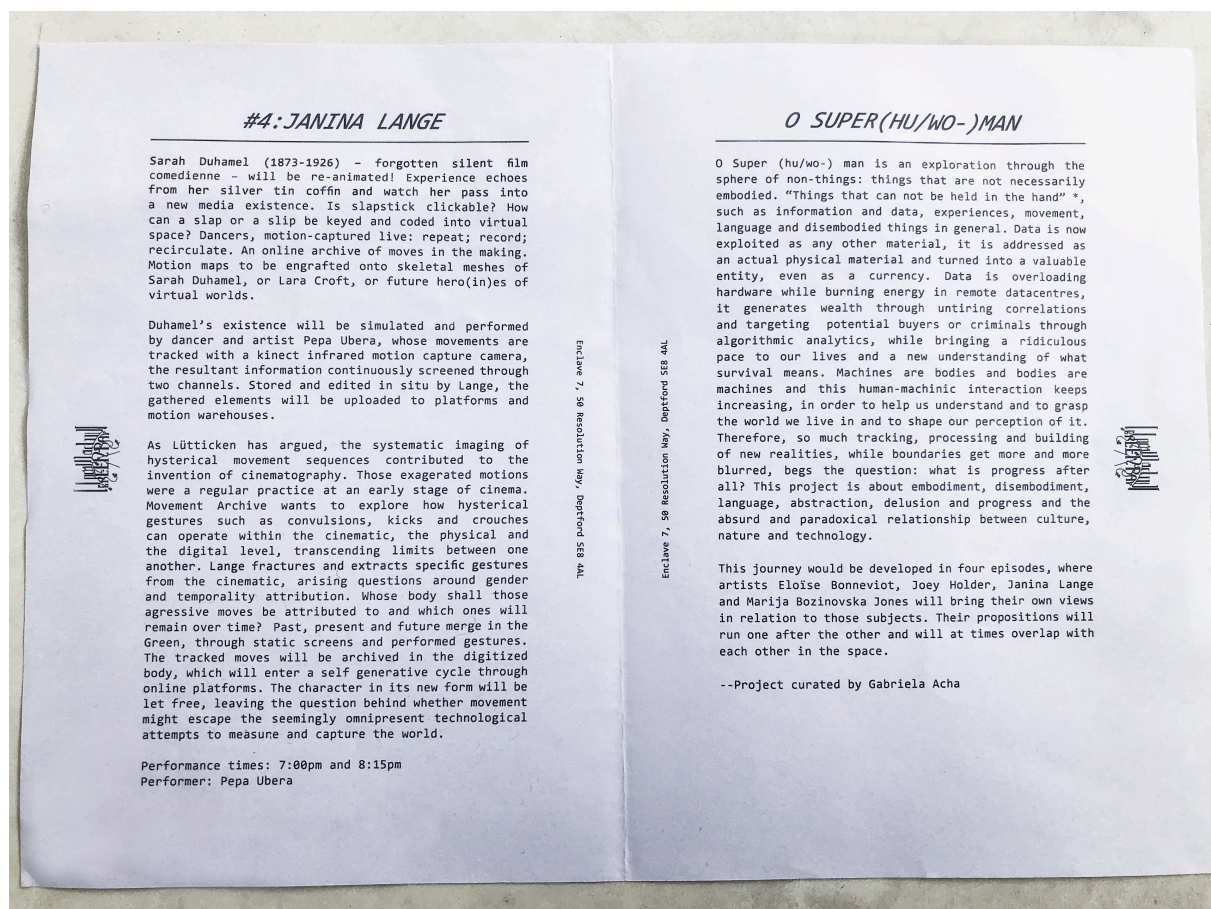 #4:JANINA LANGE
Sarah Duhamel (1873-1926) – forgotten silent film
comedienne – will be re-animated! Experience echoes
from her silver tin coffin and watch her pass into
a new media existence. Is slapstick clickable? How
can a slap or a slip be keyed and coded into virtual
space? Dancers, motion-captured live: repeat; record;
recirculate. An online archive of moves in the making.
Motion maps to be engrafted onto skeletal meshes of
Sarah Duhamel, or Lara Croft, or future hero(in)es of
virtual worlds.
Duhamel's existence will be simulated and performed
by dancer and artist Pepa Ubera, whose movements are
tracked with a kinect infrared motion capture camera,
the resultant information continuously screened through
two channels. Stored and edited in situ by Lange, the
gathered elements will be uploaded to platforms and
motion warehouses.
As Lütticken has argued, the systematic imaging of
hysterical movement sequences contributed to the
invention of cinematography. Those exagerated motions
were a regular practice at an early stage of cinema.
Movement Archive wants to explore how hysterical
gestures such as convulsions, kicks and crouches
can operate within the cinematic, the physical and
the digital level, transcending limits between one
another. Lange fractures and extracts specific gestures
from the cinematic, arising questions around gender
and temporality attribution. Whose body shall those
agressive moves be attributed to and which ones will
remain over time? Past, present and future merge in the
Green, through static screens and performed gestures.
The tracked moves will be archived in the digitized
body, which will enter a self generative cycle through
online platforms. The character in its new form will be
let free, leaving the question behind whether movement
might escape the seemingly omnipresent technological
attempts to measure and capture the world.
Performance times: 7:00pm and 8:15pm
Performer: Pepa Ubera
Enclave 7, 50 Resolution Way, Deptford SE8 4AL
Enclave 7, 50 Resolution Way, Deptford SE8 4AL
O SUPER(HU/WO-)MAN
O Super (hu/wo-) man is an exploration through the
sphere of non-things: things that are not necessarily
embodied. “Things that can not be held in the hand” *,
such as information and data, experiences, movement,
language and disembodied things in general. Data is now
exploited as any other material, it is addressed as
an actual physical material and turned into a valuable
entity, even as a currency. Data is overloading
hardware while burning energy in remote datacentres,
it generates wealth through untiring correlations
and targeting potential buyers or criminals through
algorithmic analytics, while bringing a ridiculous
pace to our lives and a new understanding of what
survival means. Machines are bodies and bodies are
machines and this human-machinic interaction keeps
increasing, in order to help us understand and to grasp
the world we live in and to shape our perception of it.
Therefore, so much tracking, processing and building
of new realities, while boundaries get more and more
blurred, begs the question: what is progress after
all? This project is about embodiment, disembodiment,
language, abstraction, delusion and progress and the
absurd and paradoxical relationship between culture,
nature and technology.
This journey would be developed in four episodes, where
artists Eloïse Bonneviot, Joey Holder, Janina Lange
and Marija Bozinovska Jones will bring their own views
in relation to those subjects. Their propositions will
run one after the other and will at times overlap with
each other in the space.
--Project curated by Gabriela Acha